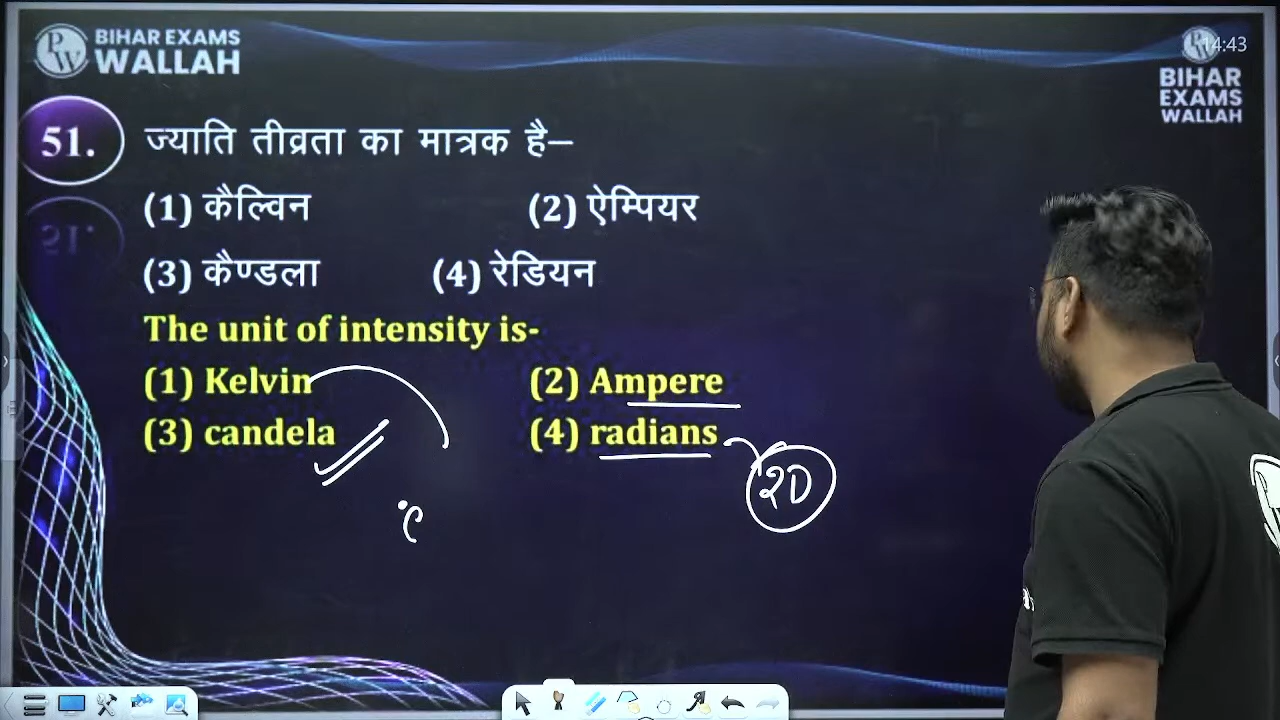 BIHAR EXAMS
WALLAH
14:43
BIHAR
EXAMS
WALLAH
51. ज्याति तीव्रता का मात्रक है–
(1) कैल्विन (2) ऐम्पियर
(3) कैण्डला (4) रेडियन
The unit of intensity is-
(1) Kelvin (2) Ampere
(3) candela (4) radians
2D
°C